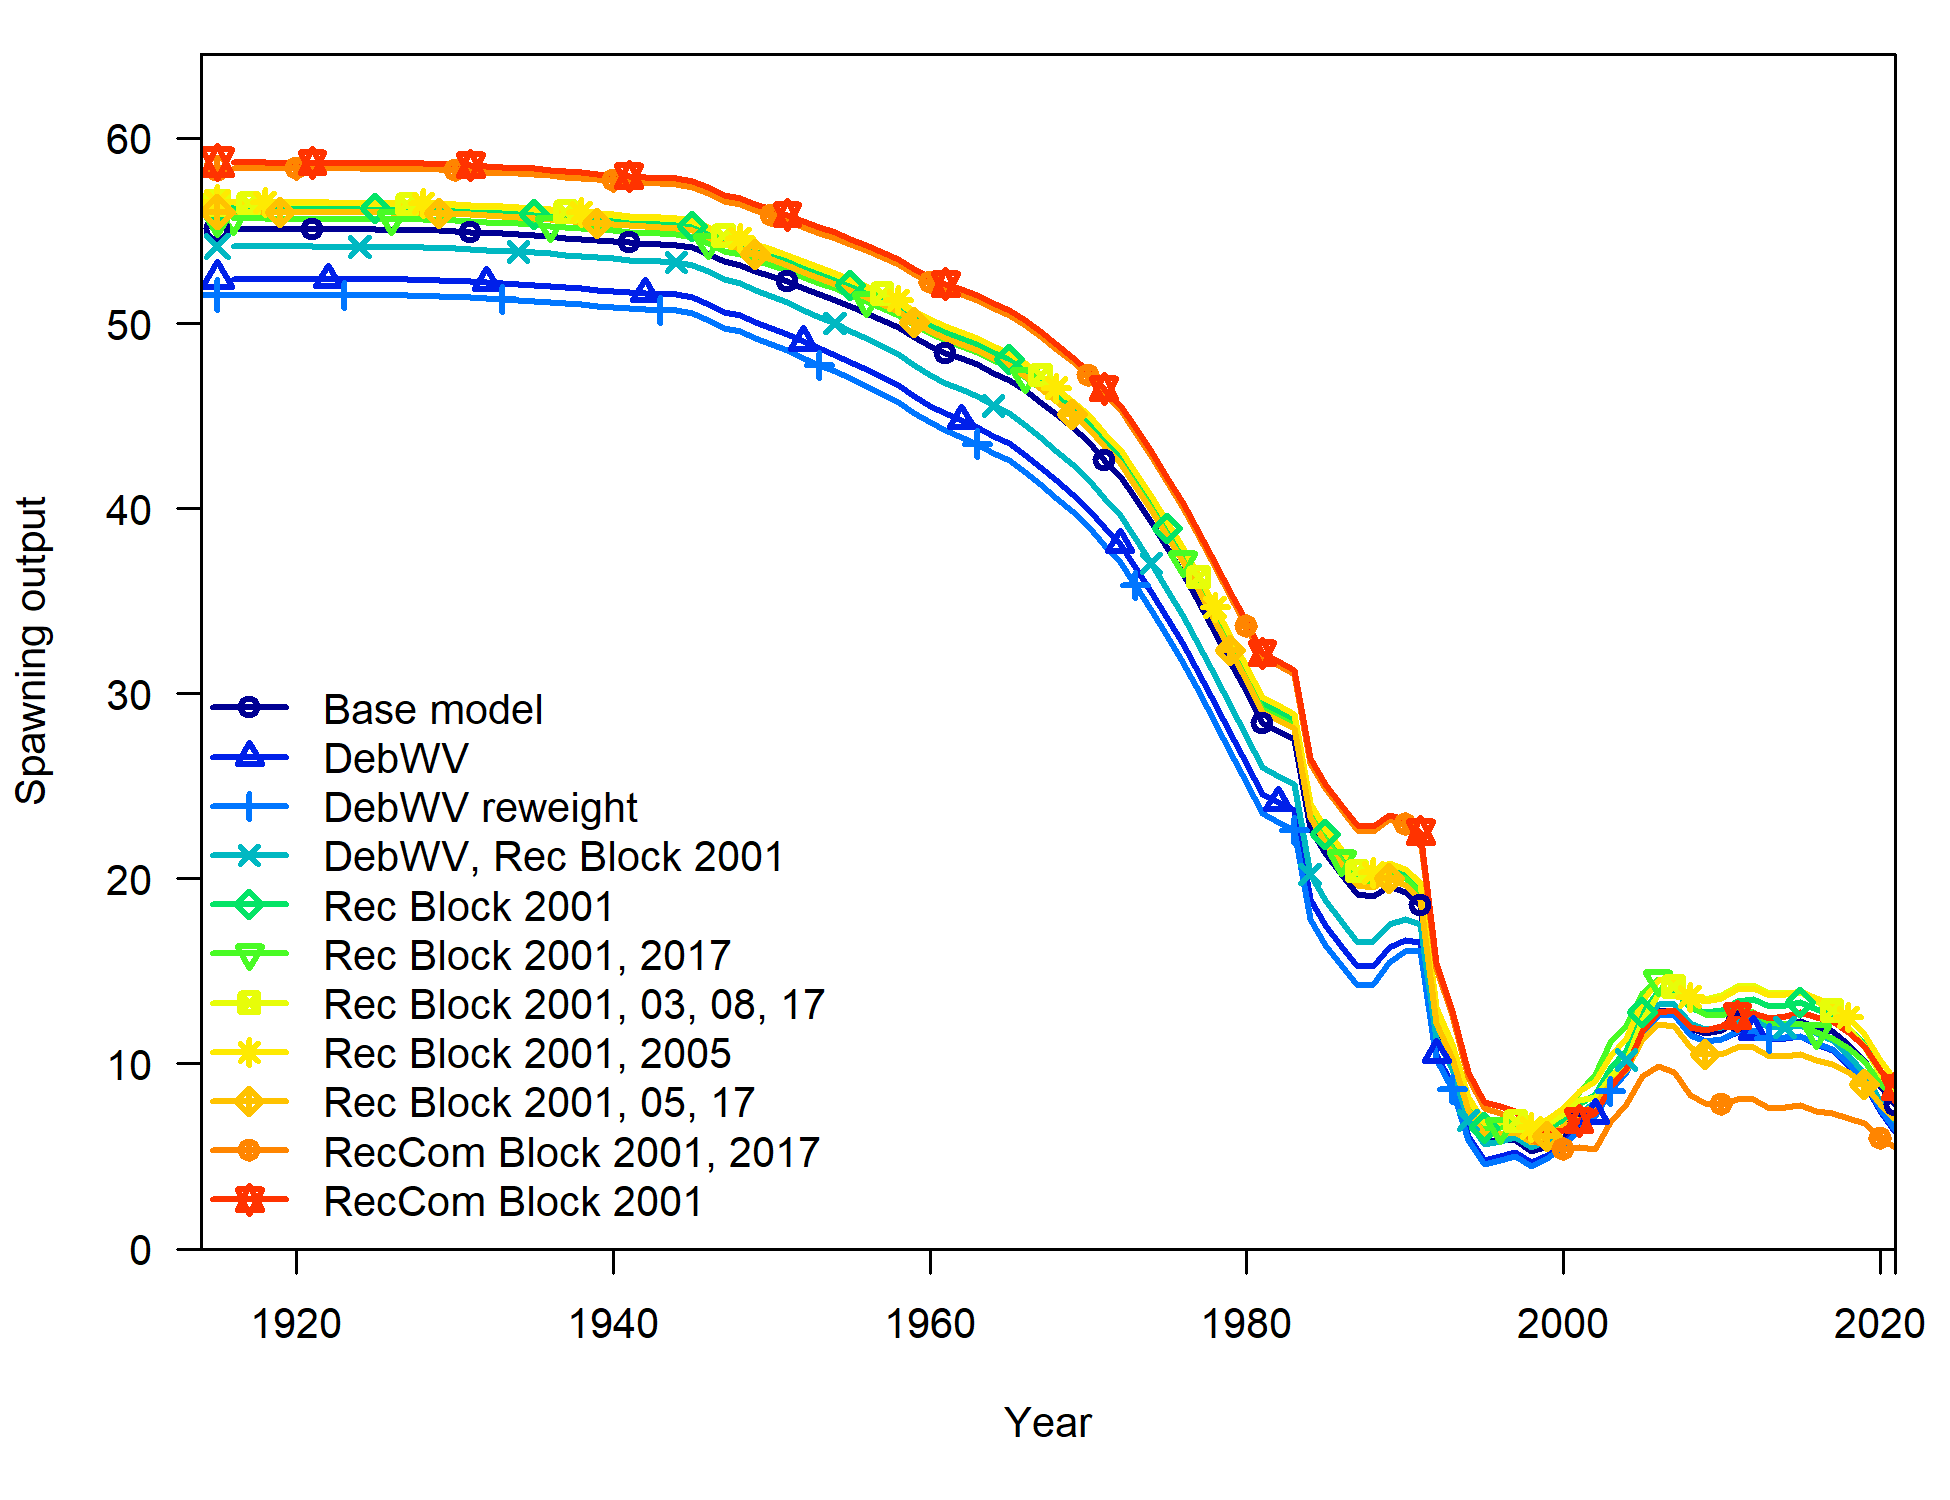 60
50
40
30
20
10
0
Spawning output
Base model
DebWV
DebWV reweight
DebWV, Rec Block 2001
Rec Block 2001
Rec Block 2001, 2017
Rec Block 2001, 03, 08, 17
Rec Block 2001, 2005
Rec Block 2001, 05, 17
RecCom Block 2001, 2017
RecCom Block 2001
1920 1940 1960 1980 2000 2020
Year